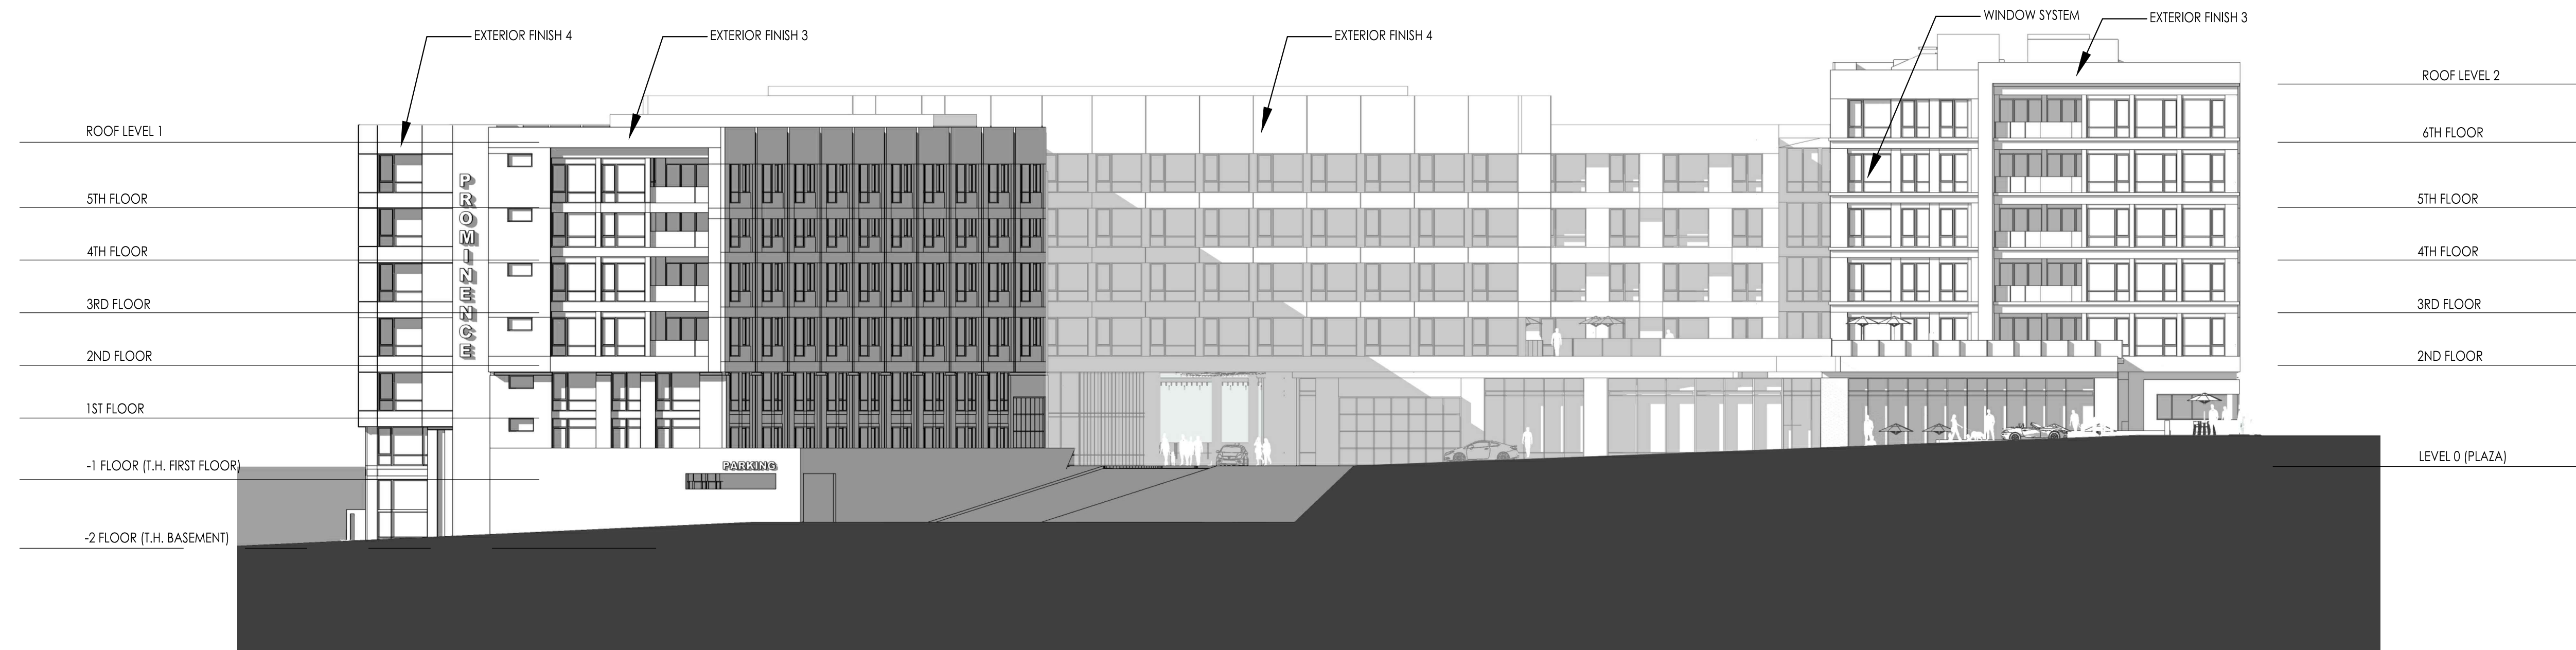 EXTERIOR FINISH 4
EXTERIOR FINISH 3
EXTERIOR FINISH 4
WINDOW SYSTEM
EXTERIOR FINISH 3
ROOF LEVEL 1
5TH FLOOR
4TH FLOOR
3RD FLOOR
2ND FLOOR
1ST FLOOR
-1 FLOOR (T.H. FIRST FLOOR)
-2 FLOOR (T.H. BASEMENT)
PROMINENCE
PARKING
ROOF LEVEL 2
6TH FLOOR
5TH FLOOR
4TH FLOOR
3RD FLOOR
2ND FLOOR
LEVEL 0 (PLAZA)